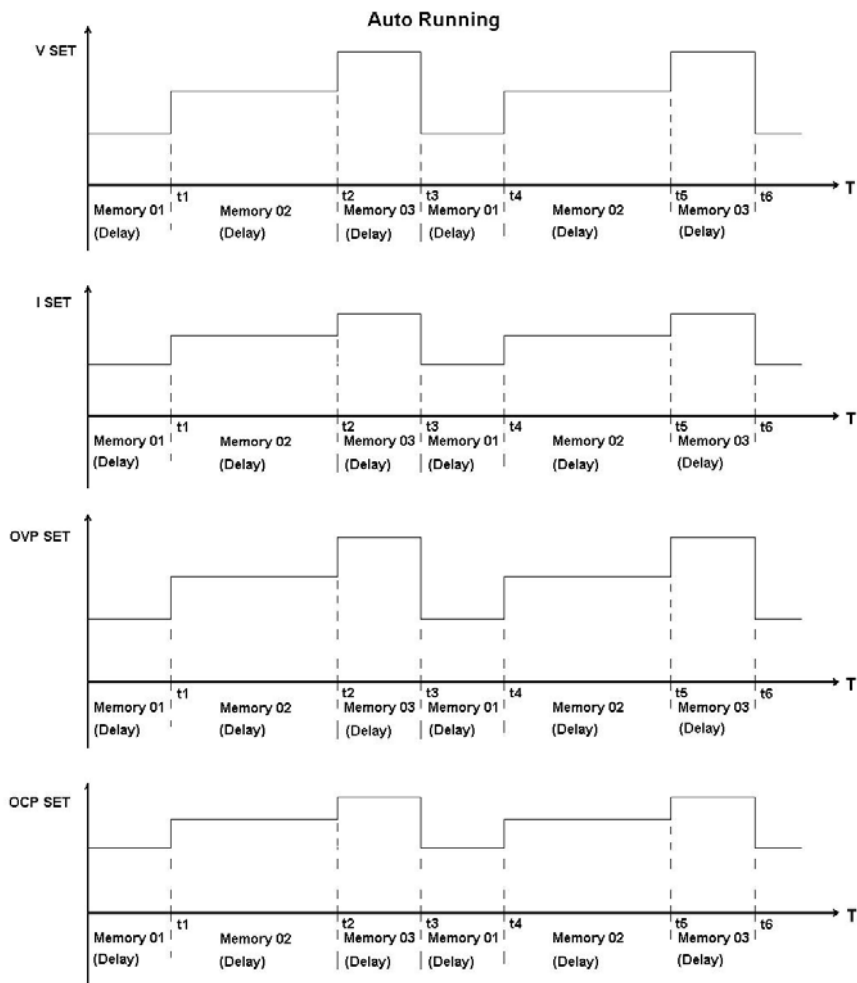 Auto Running
V SET
t1 t2 t3 t4 t5 t6 T
Memory 01 Memory 02 Memory 03 Memory 01 Memory 02 Memory 03
(Delay) (Delay) (Delay) (Delay) (Delay) (Delay)
I SET
t1 t2 t3 t4 t5 t6 T
Memory 01 Memory 02 Memory 03 Memory 01 Memory 02 Memory 03
(Delay) (Delay) (Delay) (Delay) (Delay) (Delay)
OVP SET
t1 t2 t3 t4 t5 t6 T
Memory 01 Memory 02 Memory 03 Memory 01 Memory 02 Memory 03
(Delay) (Delay) (Delay) (Delay) (Delay) (Delay)
OCP SET
t1 t2 t3 t4 t5 t6 T
Memory 01 Memory 02 Memory 03 Memory 01 Memory 02 Memory 03
(Delay) (Delay) (Delay) (Delay) (Delay) (Delay)